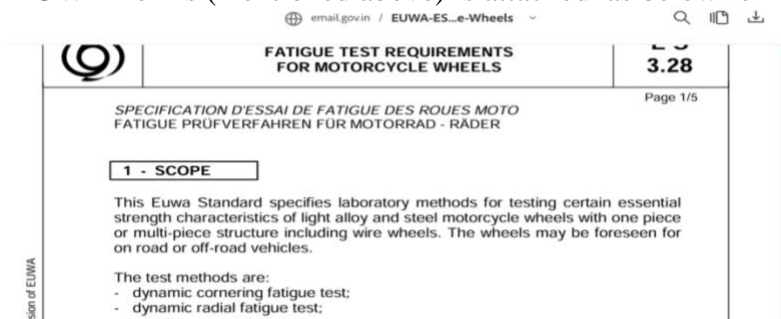 email.gov.in / EUWA-ES...e-Wheels
FATIGUE TEST REQUIREMENTS
FOR MOTORCYCLE WHEELS
3.28
Page 1/5
SPECIFICATION D'ESSAI DE FATIGUE DES ROUES MOTO
FATIGUE PRÜFVERFAHREN FÜR MOTORRAD - RÄDER
1 - SCOPE
This Euwa Standard specifies laboratory methods for testing certain essential
strength characteristics of light alloy and steel motorcycle wheels with one piece
or multi-piece structure including wire wheels. The wheels may be foreseen for
on road or off-road vehicles.
The test methods are:
- dynamic cornering fatigue test;
- dynamic radial fatigue test;
sion of EUWA